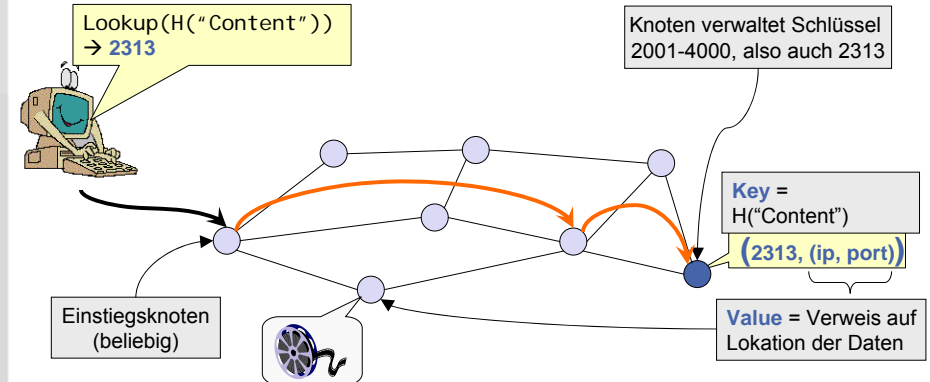 Lookup(H("Content"))
→ 2313
Knoten verwaltet Schlüssel
2001-4000, also auch 2313
Key =
H("Content")
(2313, (ip, port))
Einstiegsknoten
(beliebig)
Value = Verweis auf
Lokation der Daten